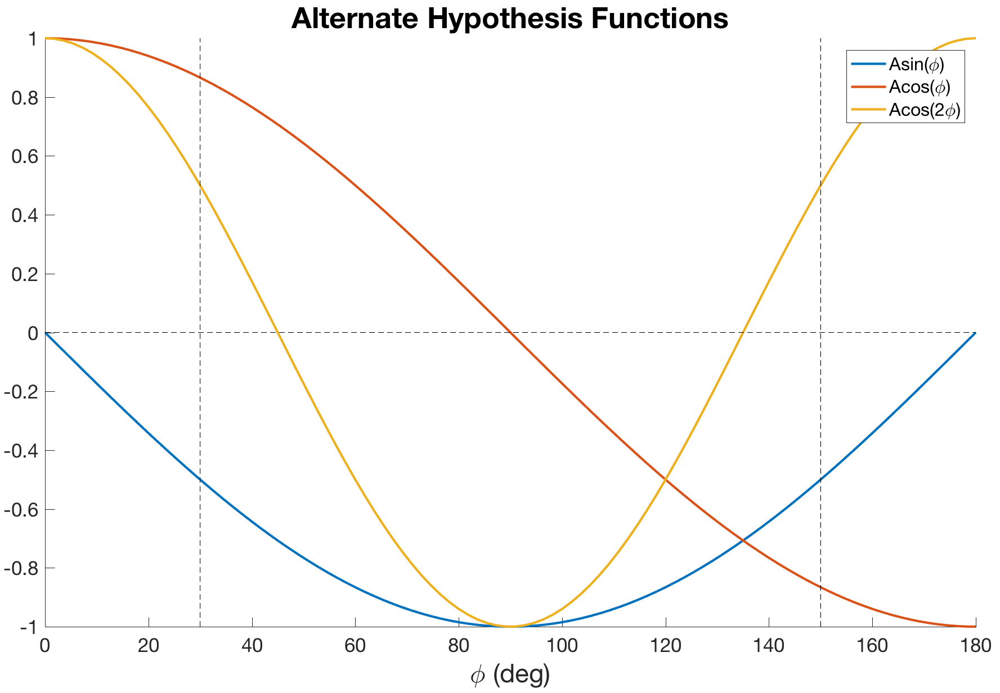 Alternate Hypothesis Functions
1
0.8
0.6
0.4
0.2
0
-0.2
-0.4
-0.6
-0.8
-1
Asin(ϕ)
Acos(ϕ)
Acos(2ϕ)
0 20 40 60 80 100 120 140 160 180
ϕ (deg)